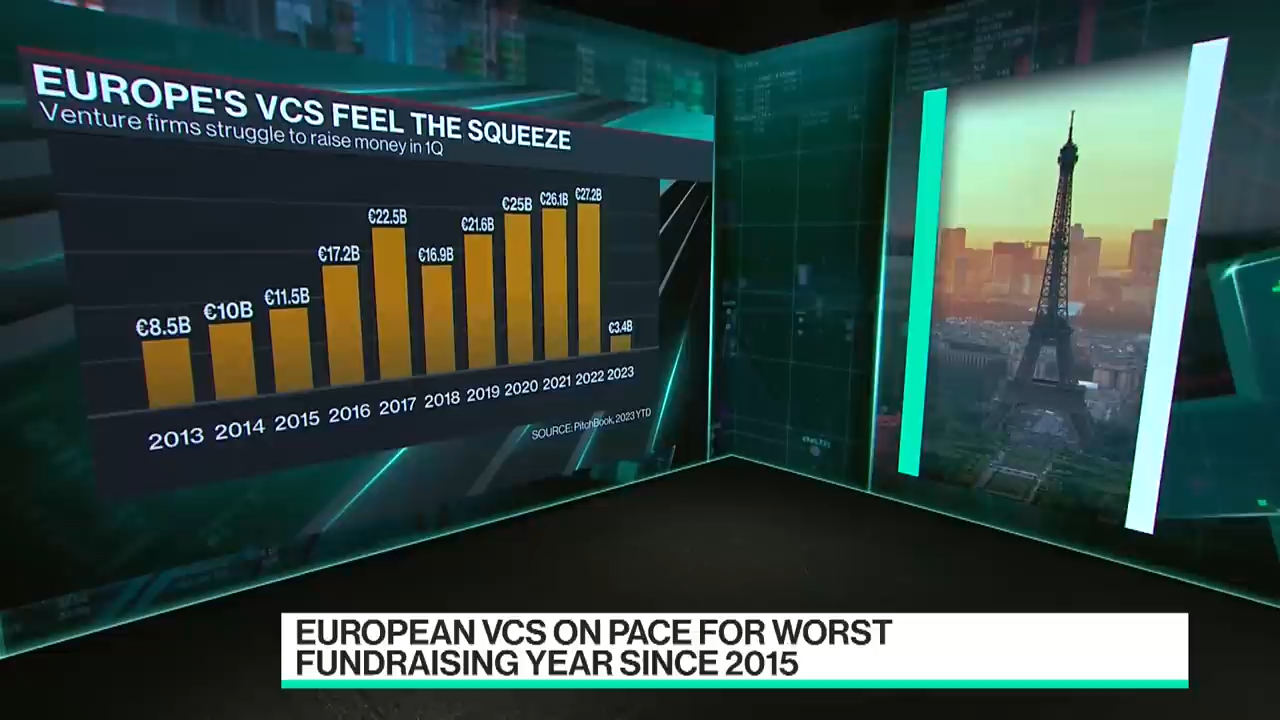 EUROPE'S VCS FEEL THE SQUEEZE
Venture firms struggle to raise money in 1Q
€8.5B €10B €11.5B €17.2B €22.5B €16.9B €21.6B €25B €26.1B €27.2B €3.4B
2013 2014 2015 2016 2017 2018 2019 2020 2021 2022 2023
SOURCE: PitchBook, 2023 YTD
EUROPEAN VCS ON PACE FOR WORST
FUNDRAISING YEAR SINCE 2015